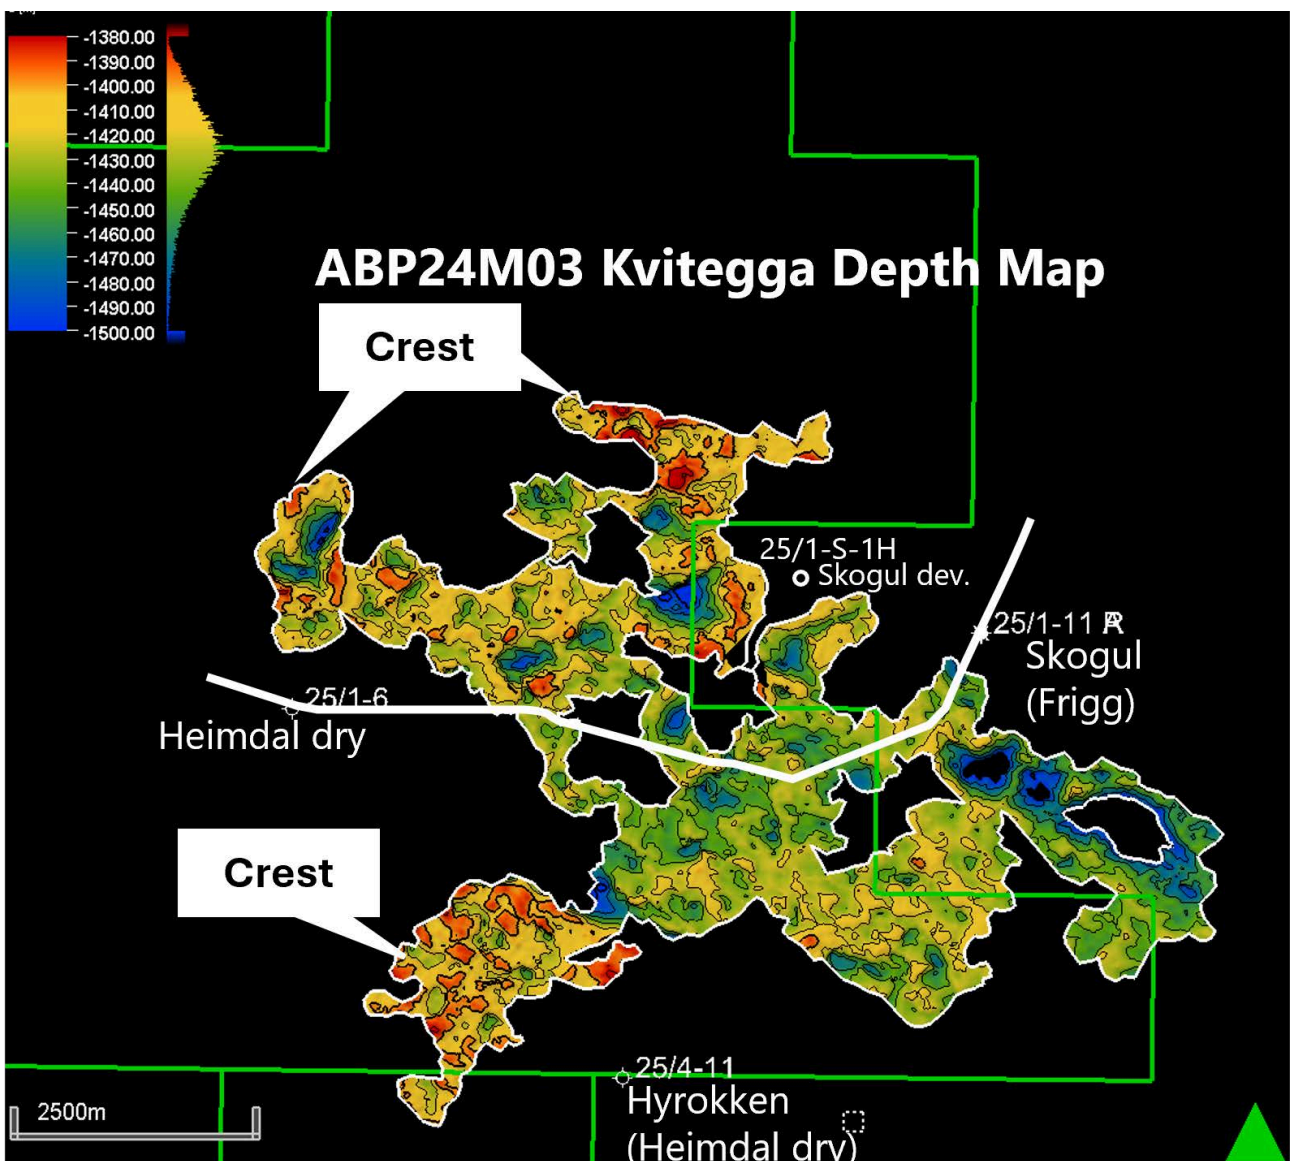 -1380.00
-1390.00
-1400.00
-1410.00
-1420.00
-1430.00
-1440.00
-1450.00
-1460.00
-1470.00
-1480.00
-1490.00
-1500.00
ABP24M03 Kvitegga Depth Map
Crest
25/1-S-1H
Skogul dev.
25/1-11
Skogul
(Frigg)
25/1-6
Heimdal dry
Crest
25/4-11
Hyrokken
(Heimdal dry)
2500m